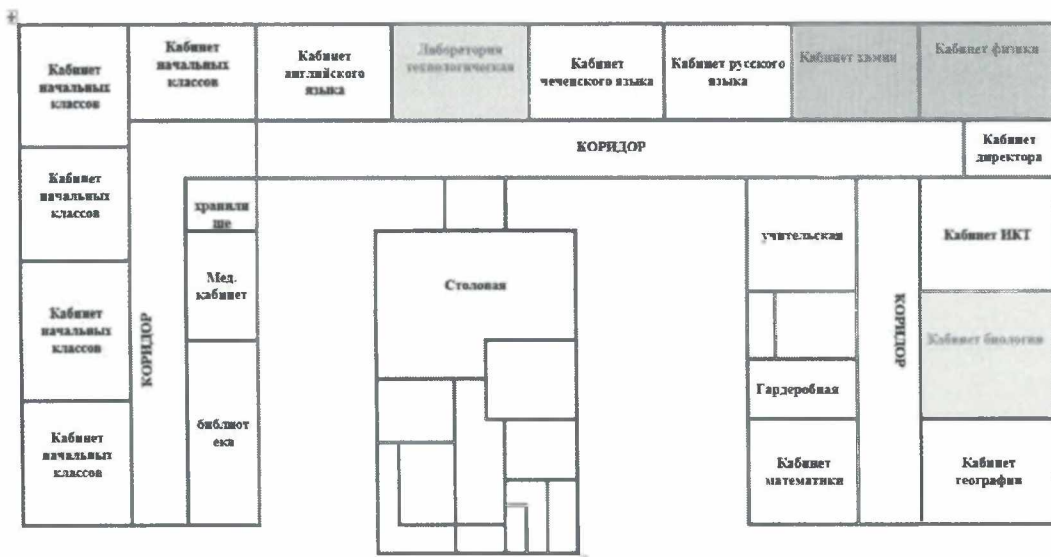 Кабинет
начальных
классов
Кабинет
начальных
классов
Кабинет
английского
языка
Лаборатория
технологическая
Кабинет
чеченского языка
Кабинет русского
языка
Кабинет химии
Кабинет физики
КОРИДОР
Кабинет
директора
Кабинет
начальных
классов
хранили
ше
учительская
Кабинет ИКТ
Мед.
кабинет
Столовая
Кабинет
начальных
классов
КОРИДОР
КОРИДОР
Кабинет биологии
Гардеробная
библиот
ека
Кабинет
начальных
классов
Кабинет
математики
Кабинет
географии